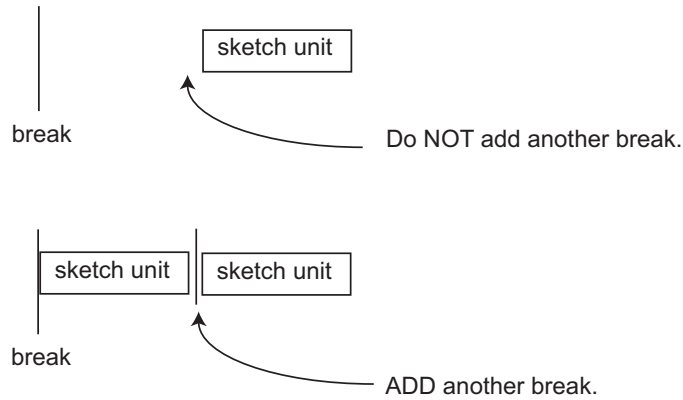 sketch unit
break
Do NOT add another break.
sketch unit sketch unit
break
ADD another break.